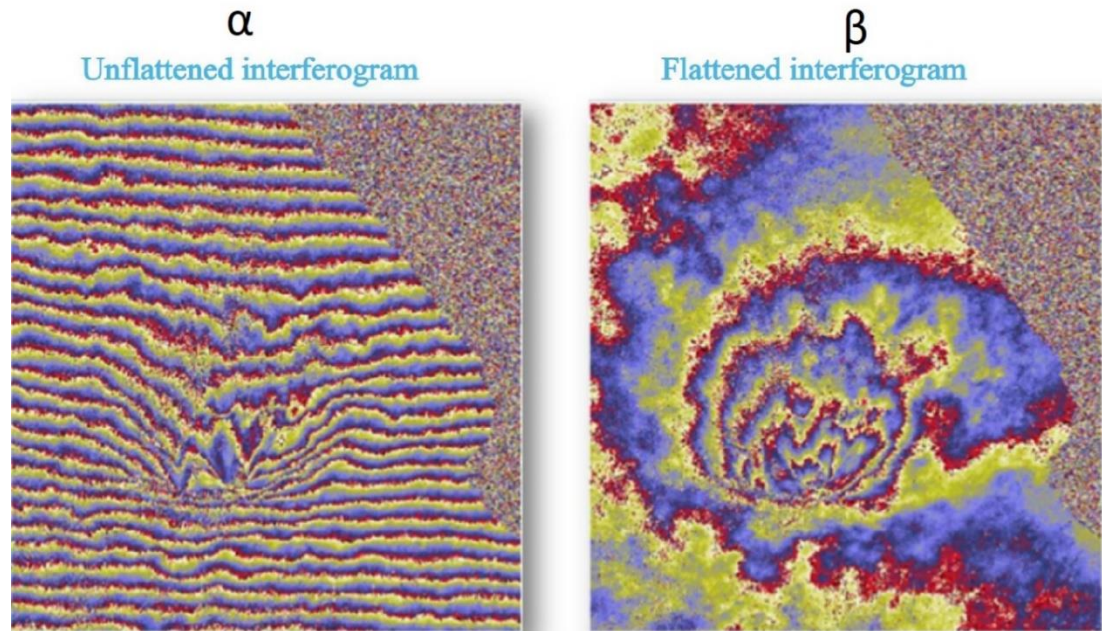 α
Unflattened interferogram
β
Flattened interferogram